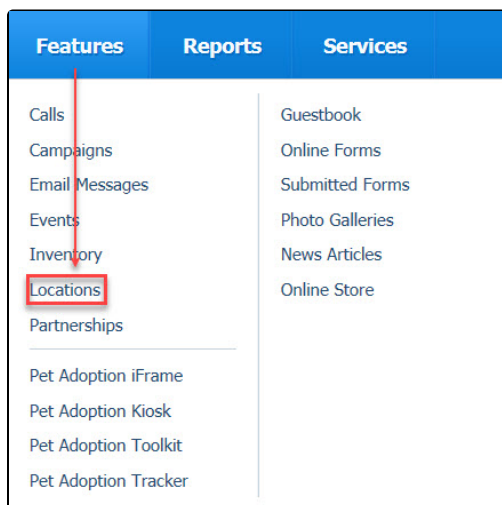 Features Reports Services
Calls
Campaigns
Email Messages
Events
Inventory
Locations
Partnerships
Pet Adoption iFrame
Pet Adoption Kiosk
Pet Adoption Toolkit
Pet Adoption Tracker
Guestbook
Online Forms
Submitted Forms
Photo Galleries
News Articles
Online Store